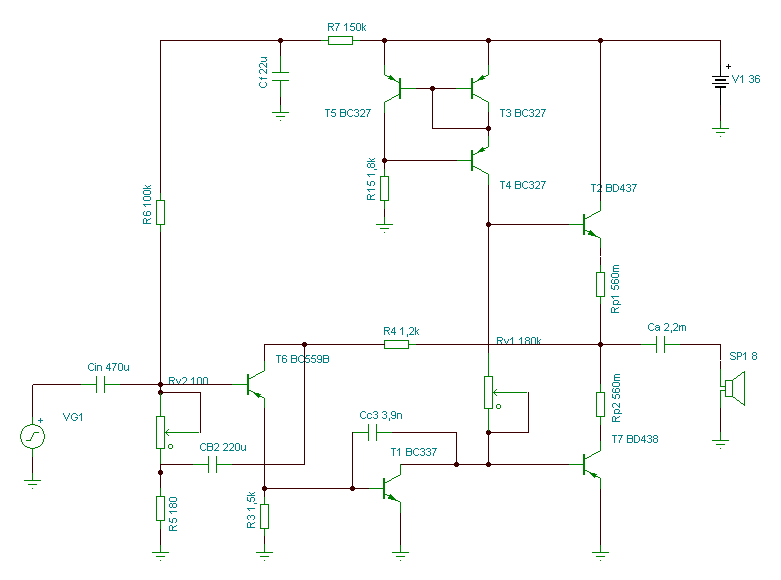 R7 150k
Cf 22u
+
V1 36
T5 BC327
T3 BC327
R15 1,8k
T4 BC327
T2 BD437
R6 100k
Rp1 560m
R4 1,2k
Rv1 180k
Ca 2,2m
T6 BC559B
SP1 8
Cin 470u
Rv2 100
Rp2 560m
+
VG1
Cc3 3,9n
CB2 220u
T1 BC337
T7 BD438
R5 180
R3 1,5k